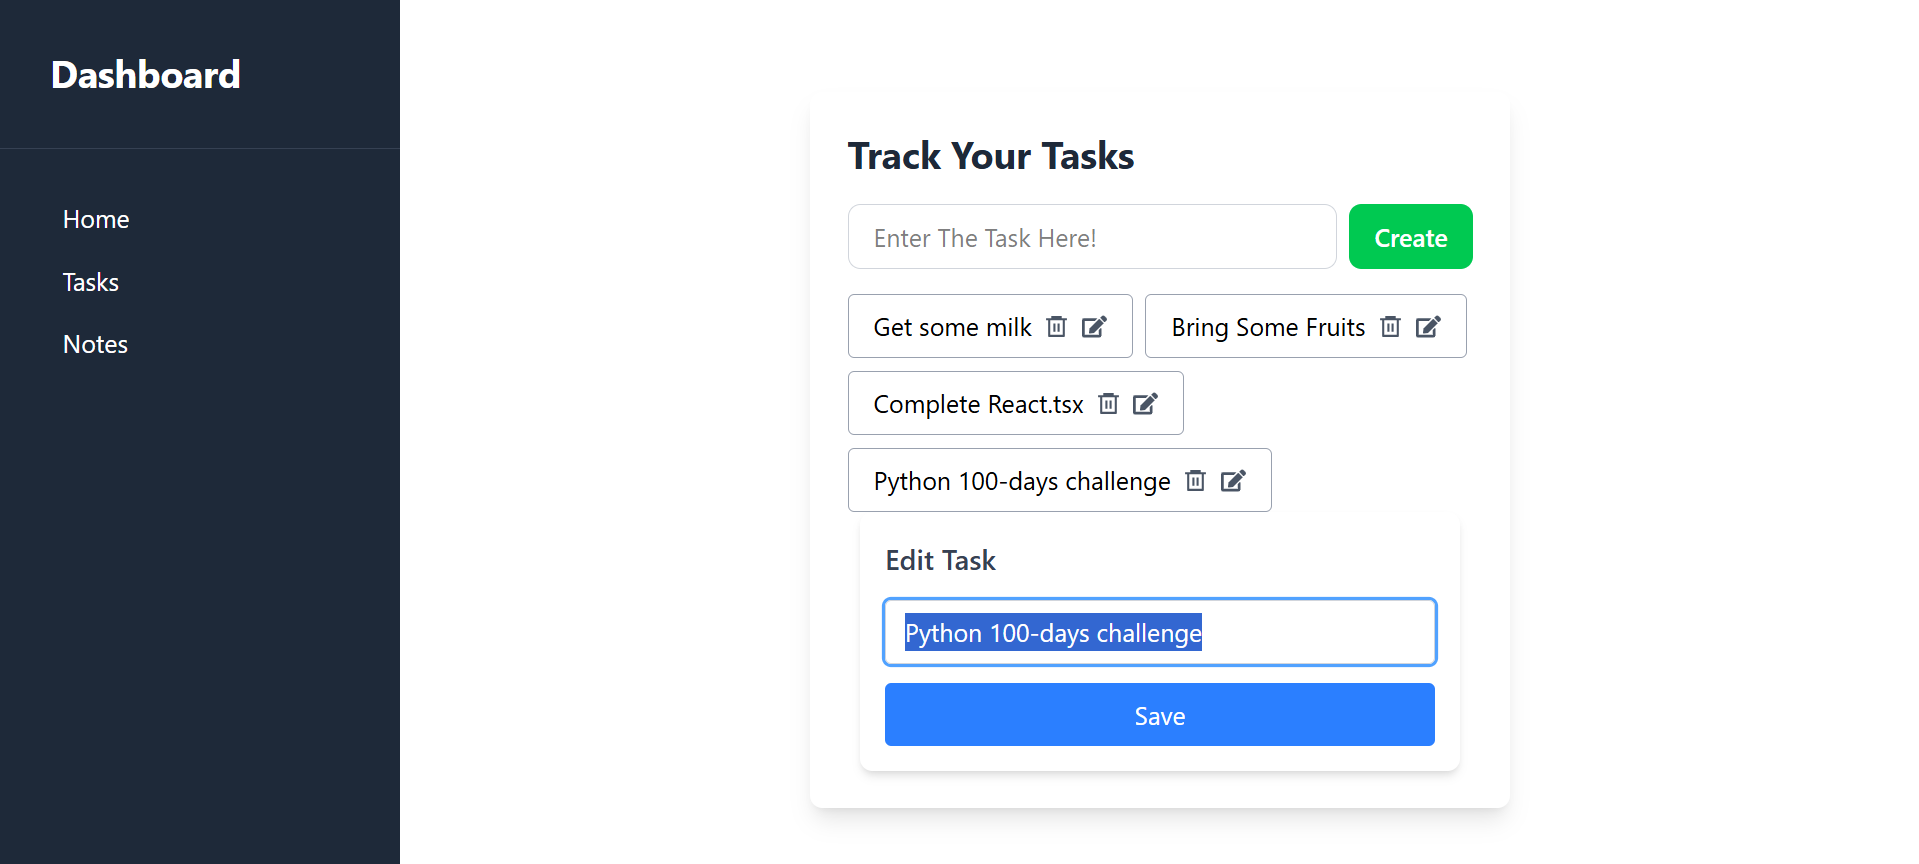 Dashboard
Home
Tasks
Notes
Track Your Tasks
Enter The Task Here!
Create
Get some milk
Bring Some Fruits
Complete React.tsx
Python 100-days challenge
Edit Task
Python 100-days challenge
Save